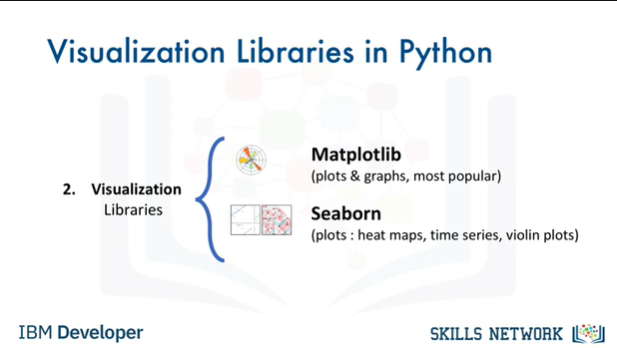 Visualization Libraries in Python
2. Visualization
Libraries
Matplotlib
(plots & graphs, most popular)
Seaborn
(plots : heat maps, time series, violin plots)
IBM Developer
SKILLS NETWORK